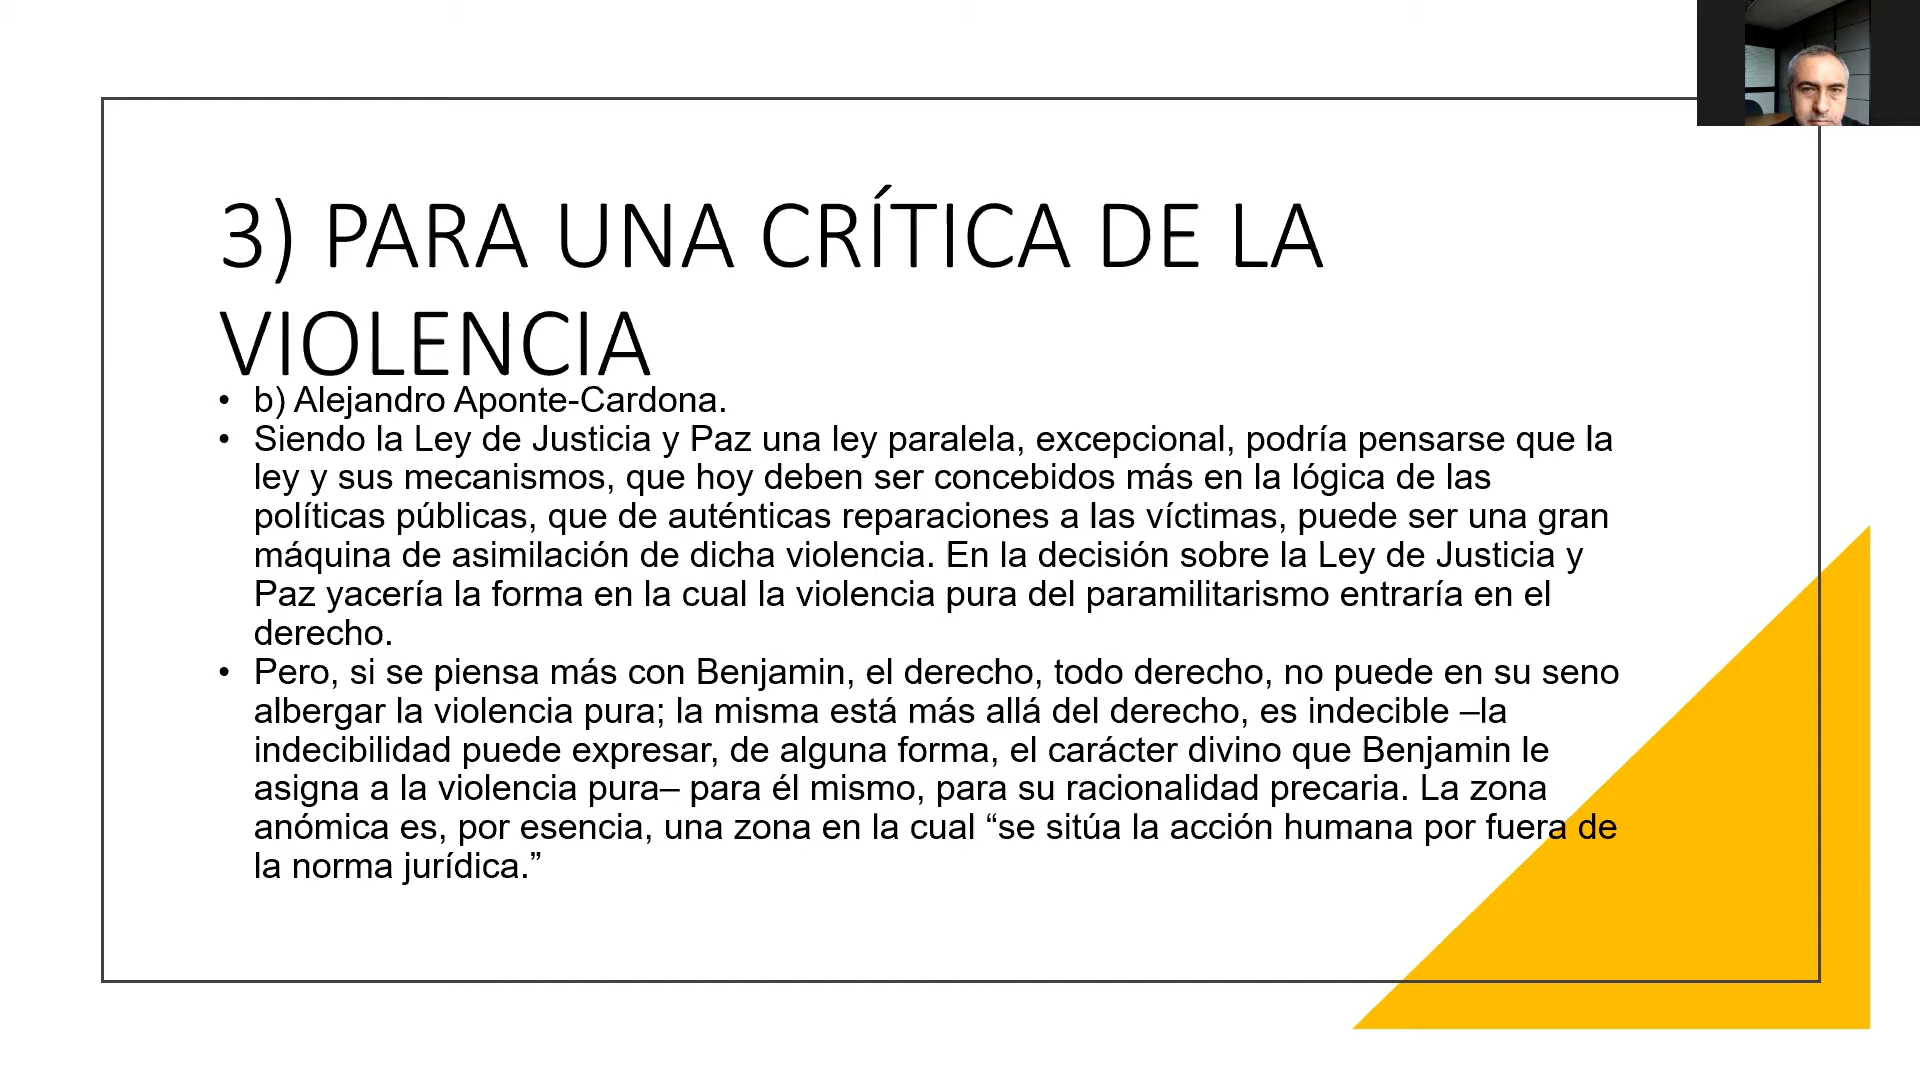 3) PARA UNA CRÍTICA DE LA
VIOLENCIA
• b) Alejandro Aponte-Cardona.
• Siendo la Ley de Justicia y Paz una ley paralela, excepcional, podría pensarse que la
ley y sus mecanismos, que hoy deben ser concebidos más en la lógica de las
políticas públicas, que de auténticas reparaciones a las víctimas, puede ser una gran
máquina de asimilación de dicha violencia. En la decisión sobre la Ley de Justicia y
Paz yacería la forma en la cual la violencia pura del paramilitarismo entraría en el
derecho.
• Pero, si se piensa más con Benjamin, el derecho, todo derecho, no puede en su seno
albergar la violencia pura; la misma está más allá del derecho, es indecible –la
indecibilidad puede expresar, de alguna forma, el carácter divino que Benjamin le
asigna a la violencia pura– para él mismo, para su racionalidad precaria. La zona
anómica es, por esencia, una zona en la cual “se sitúa la acción humana por fuera de
la norma jurídica.”